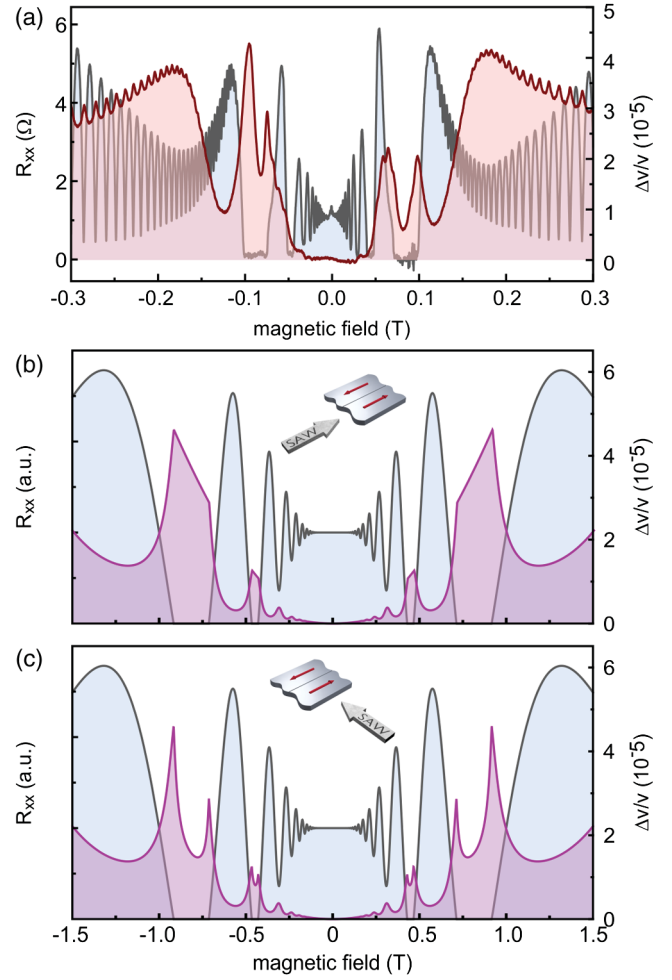 (a)
6
4
2
0
R_xx (Ω)
5
4
3
2
1
0
Δv/v (10⁻⁵)
-0.3 -0.2 -0.1 0.0 0.1 0.2 0.3
magnetic field (T)
(b)
R_xx (a.u.)
SAW
6
4
2
0
Δv/v (10⁻⁵)
(c)
R_xx (a.u.)
SAW
6
4
2
0
Δv/v (10⁻⁵)
-1.5 -1.0 -0.5 0 0.5 1.0 1.5
magnetic field (T)